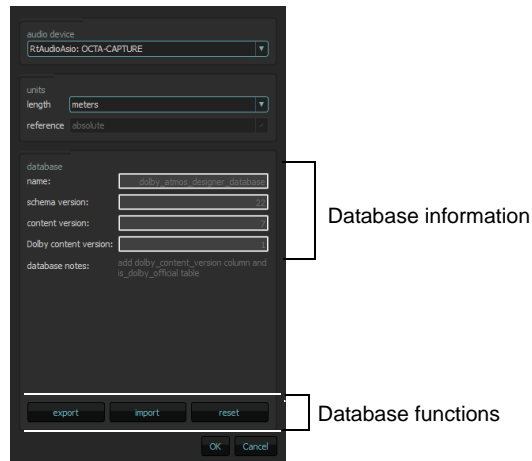 audio device
RtAudioAsio: OCTA-CAPTURE
units
length meters
reference absolute
database
name: dolby_atmos_designer_database
schema version: 22
content version: 7
Dolby content version: 1
database notes: add dolby_content_version column and
is_dolby_official table
Database information
export import reset
Database functions
OK Cancel